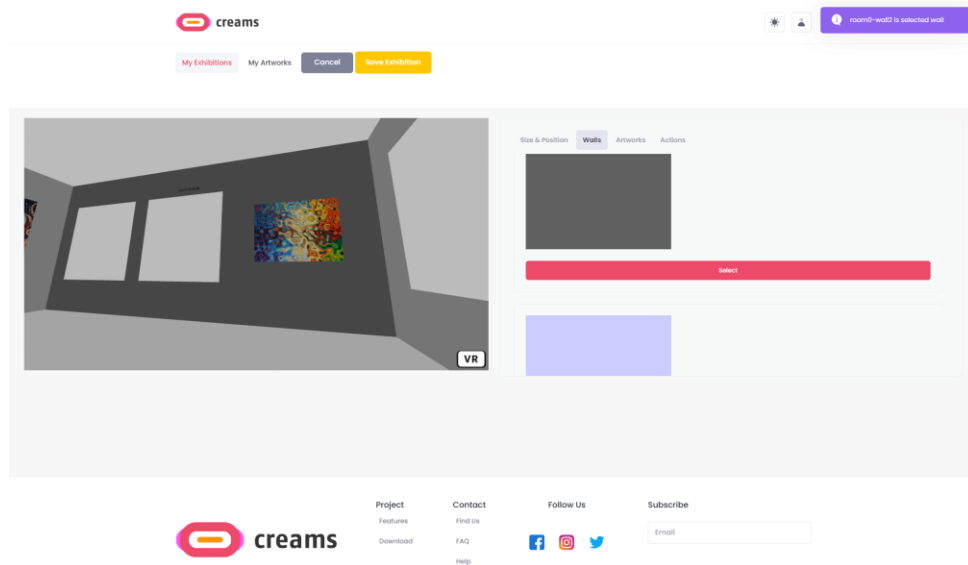 creams
room0-wall2 is selected wall
My Exhibitions
My Artworks
Cancel
Save Exhibition
Size & Position
Walls
Artworks
Actions
VR
Select
creams
Project
Features
Download
Contact
Find Us
FAQ
Help
Follow Us
Subscribe
Email